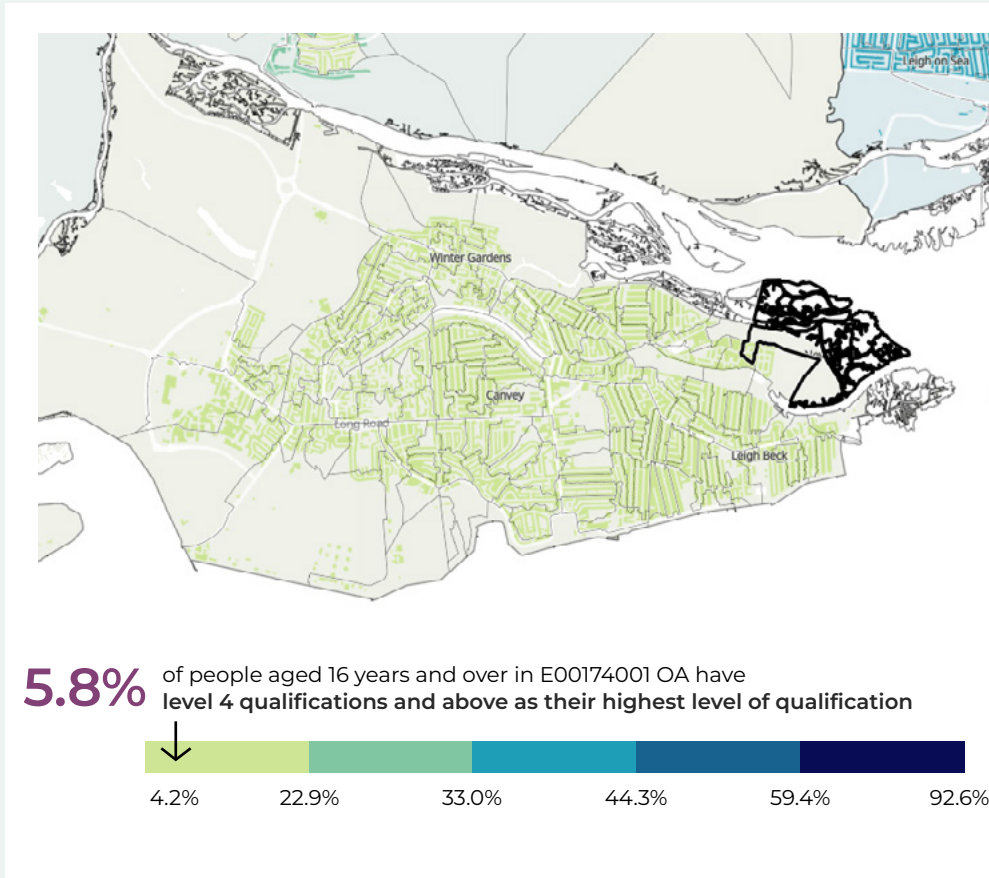 Leigh on Sea
Winter Gardens
Canvey
Long Road
Leigh Beck
5.8% of people aged 16 years and over in E00174001 OA have
level 4 qualifications and above as their highest level of qualification
4.2% 22.9% 33.0% 44.3% 59.4% 92.6%